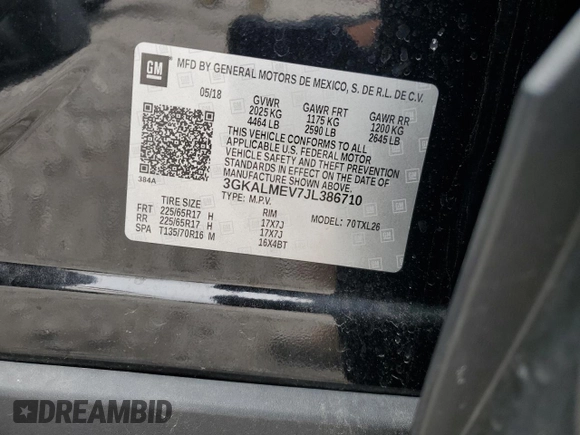 GM
MFD BY GENERAL MOTORS DE MEXICO, S. DE R.L. DE C.V.
05/18 GVWR GAWR FRT GAWR RR
2025 KG 1175 KG 1200 KG
4464 LB 2590 LB 2645 LB
THIS VEHICLE CONFORMS TO ALL
APPLICABLE U.S. FEDERAL MOTOR
VEHICLE SAFETY AND THEFT PREVENTION
STANDARDS IN EFFECT ON THE DATE OF
MANUFACTURE SHOWN ABOVE.
384A
3GKALMEV7JL386710
TYPE: M.P.V. MODEL: 70TXL26
TIRE SIZE RIM
FRT 225/65R17 H 17X7J
RR 225/65R17 H 17X7J
SPA T135/70R16 M 16X4BT
DREAMBID